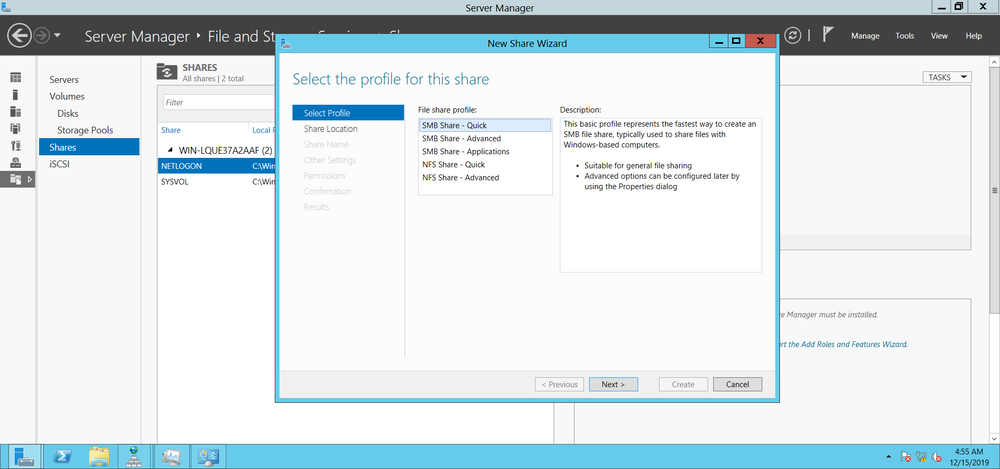 Server Manager
Server Manager ‣ File and St
Manage Tools View Help
Servers
Volumes
Disks
Storage Pools
Shares
iSCSI
SHARES
All shares | 2 total
TASKS
Filter
Share Local
WIN-LQUE37A2AAF (2)
NETLOGON C:\Win
SYSVOL C:\Win
New Share Wizard
Select the profile for this share
Select Profile
Share Location
Share Name
Other Settings
Permissions
Confirmation
Results
File share profile:
SMB Share - Quick
SMB Share - Advanced
SMB Share - Applications
NFS Share - Quick
NFS Share - Advanced
Description:
This basic profile represents the fastest way to create an
SMB file share, typically used to share files with
Windows-based computers.
• Suitable for general file sharing
• Advanced options can be configured later by
using the Properties dialog
< Previous Next > Create Cancel
Manager must be installed.
the Add Roles and Features Wizard.
4:55 AM
12/15/2019